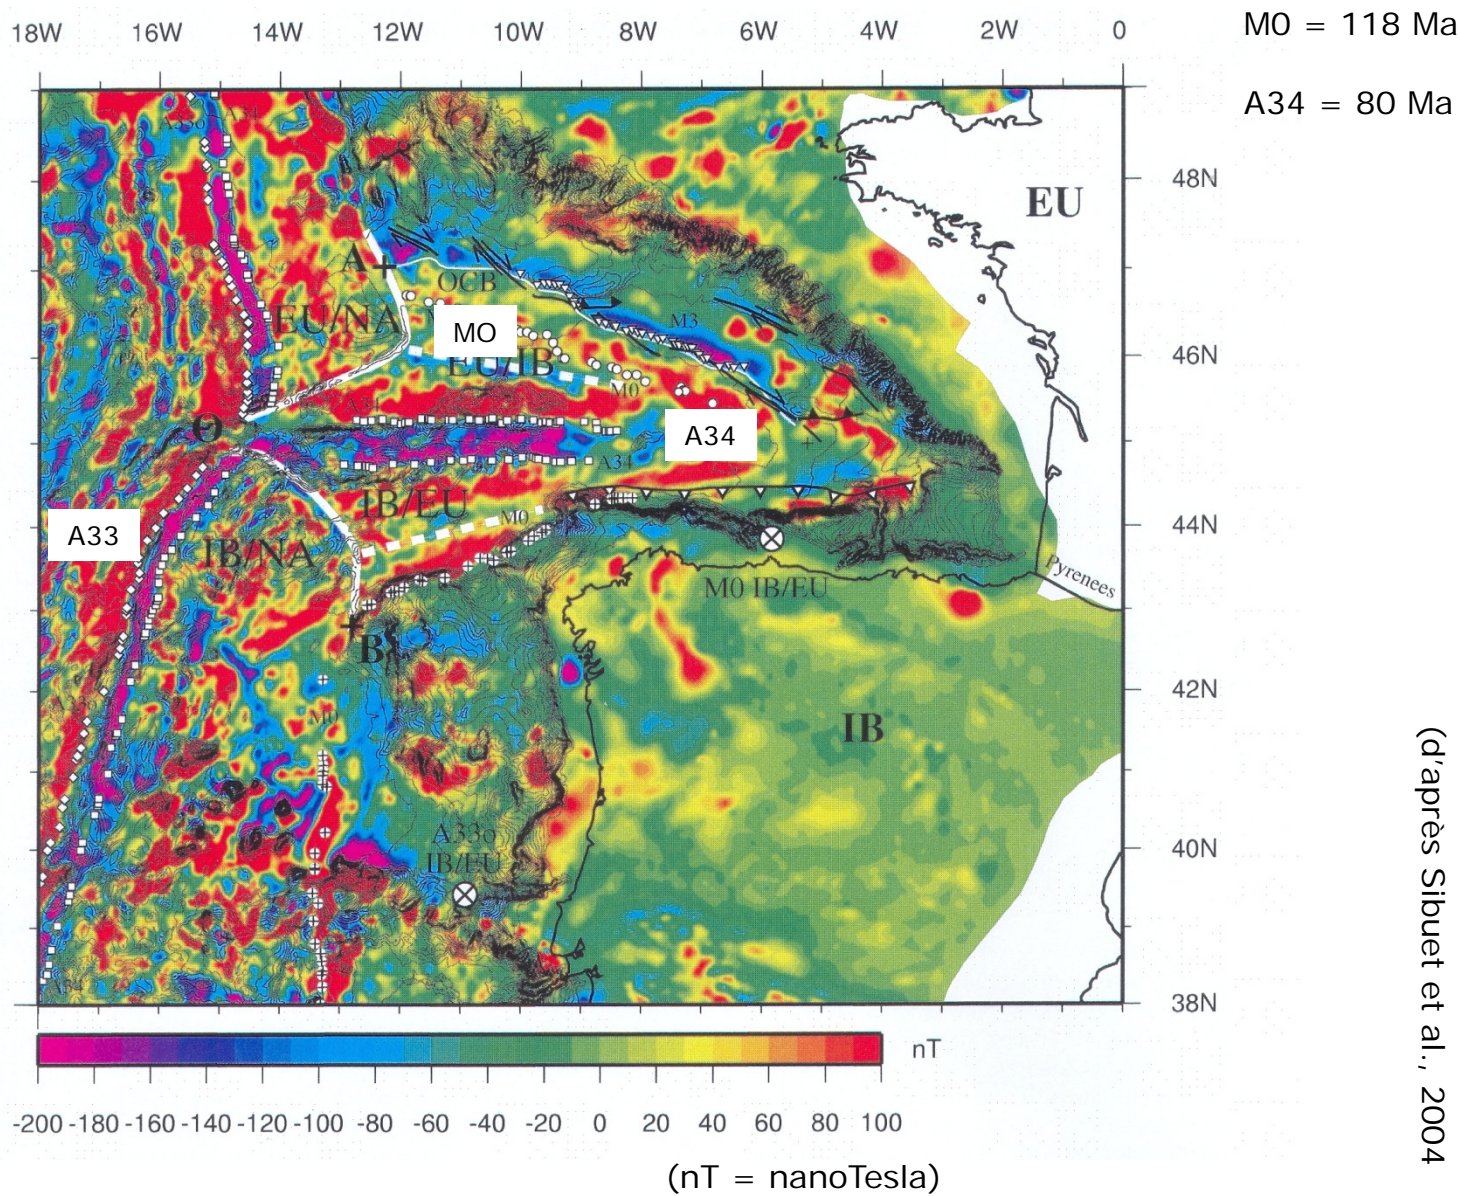 18W 16W 14W 12W 10W 8W 6W 4W 2W 0
M0 = 118 Ma
A34 = 80 Ma
A34
48N
EU
A+
OCB
EU/NA
MO
M3
46N
EU/IB
M0
A34
O
A34
A34
IB/EU
M0
44N
A33
IB/NA
Pyrenees
M0 IB/EU
B
42N
M0
IB
A33o
IB/EU
40N
A34
38N
nT
-200 -180 -160 -140 -120 -100 -80 -60 -40 -20 0 20 40 60 80 100
(nT = nanoTesla)
(d'après Sibuet et al., 2004